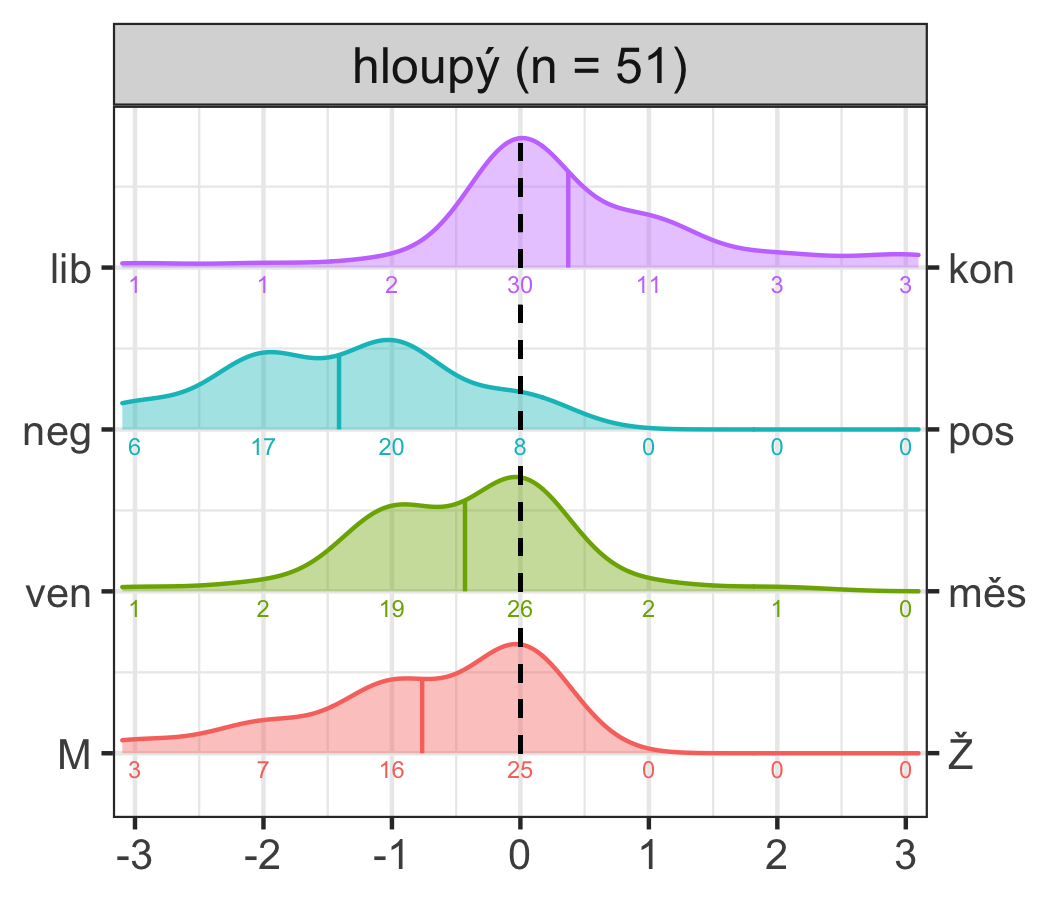 hloupý (n = 51)
lib kon
1 1 2 30 11 3 3
neg pos
6 17 20 8 0 0 0
ven měs
1 2 19 26 2 1 0
M Ž
3 7 16 25 0 0 0
-3 -2 -1 0 1 2 3